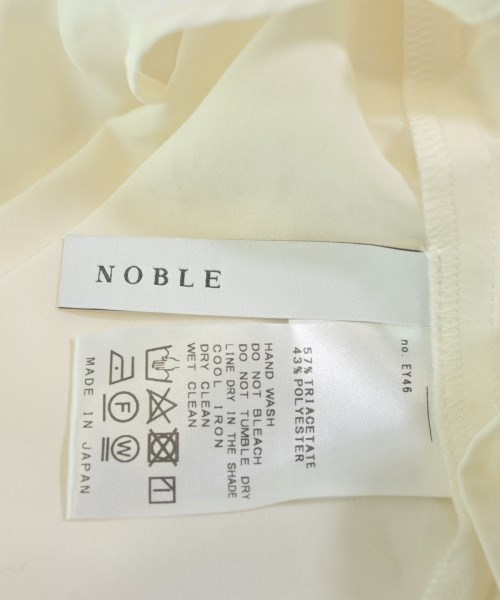 NOBLE
no. EY46
57% TRIACETATE
43% POLYESTER
HAND WASH
DO NOT BLEACH
DO NOT TUMBLE DRY
LINE DRY IN THE SHADE
COOL IRON
DRY CLEAN
WET CLEAN
F
W
MADE IN JAPAN